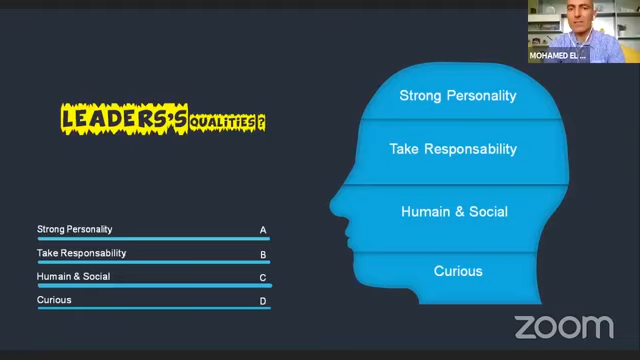 MOHAMED EL ...
LEADERS'S QUALITIES ?
Strong Personality
Take Responsability
Humain & Social
Curious
Strong Personality A
Take Responsability B
Humain & Social C
Curious D
zoom